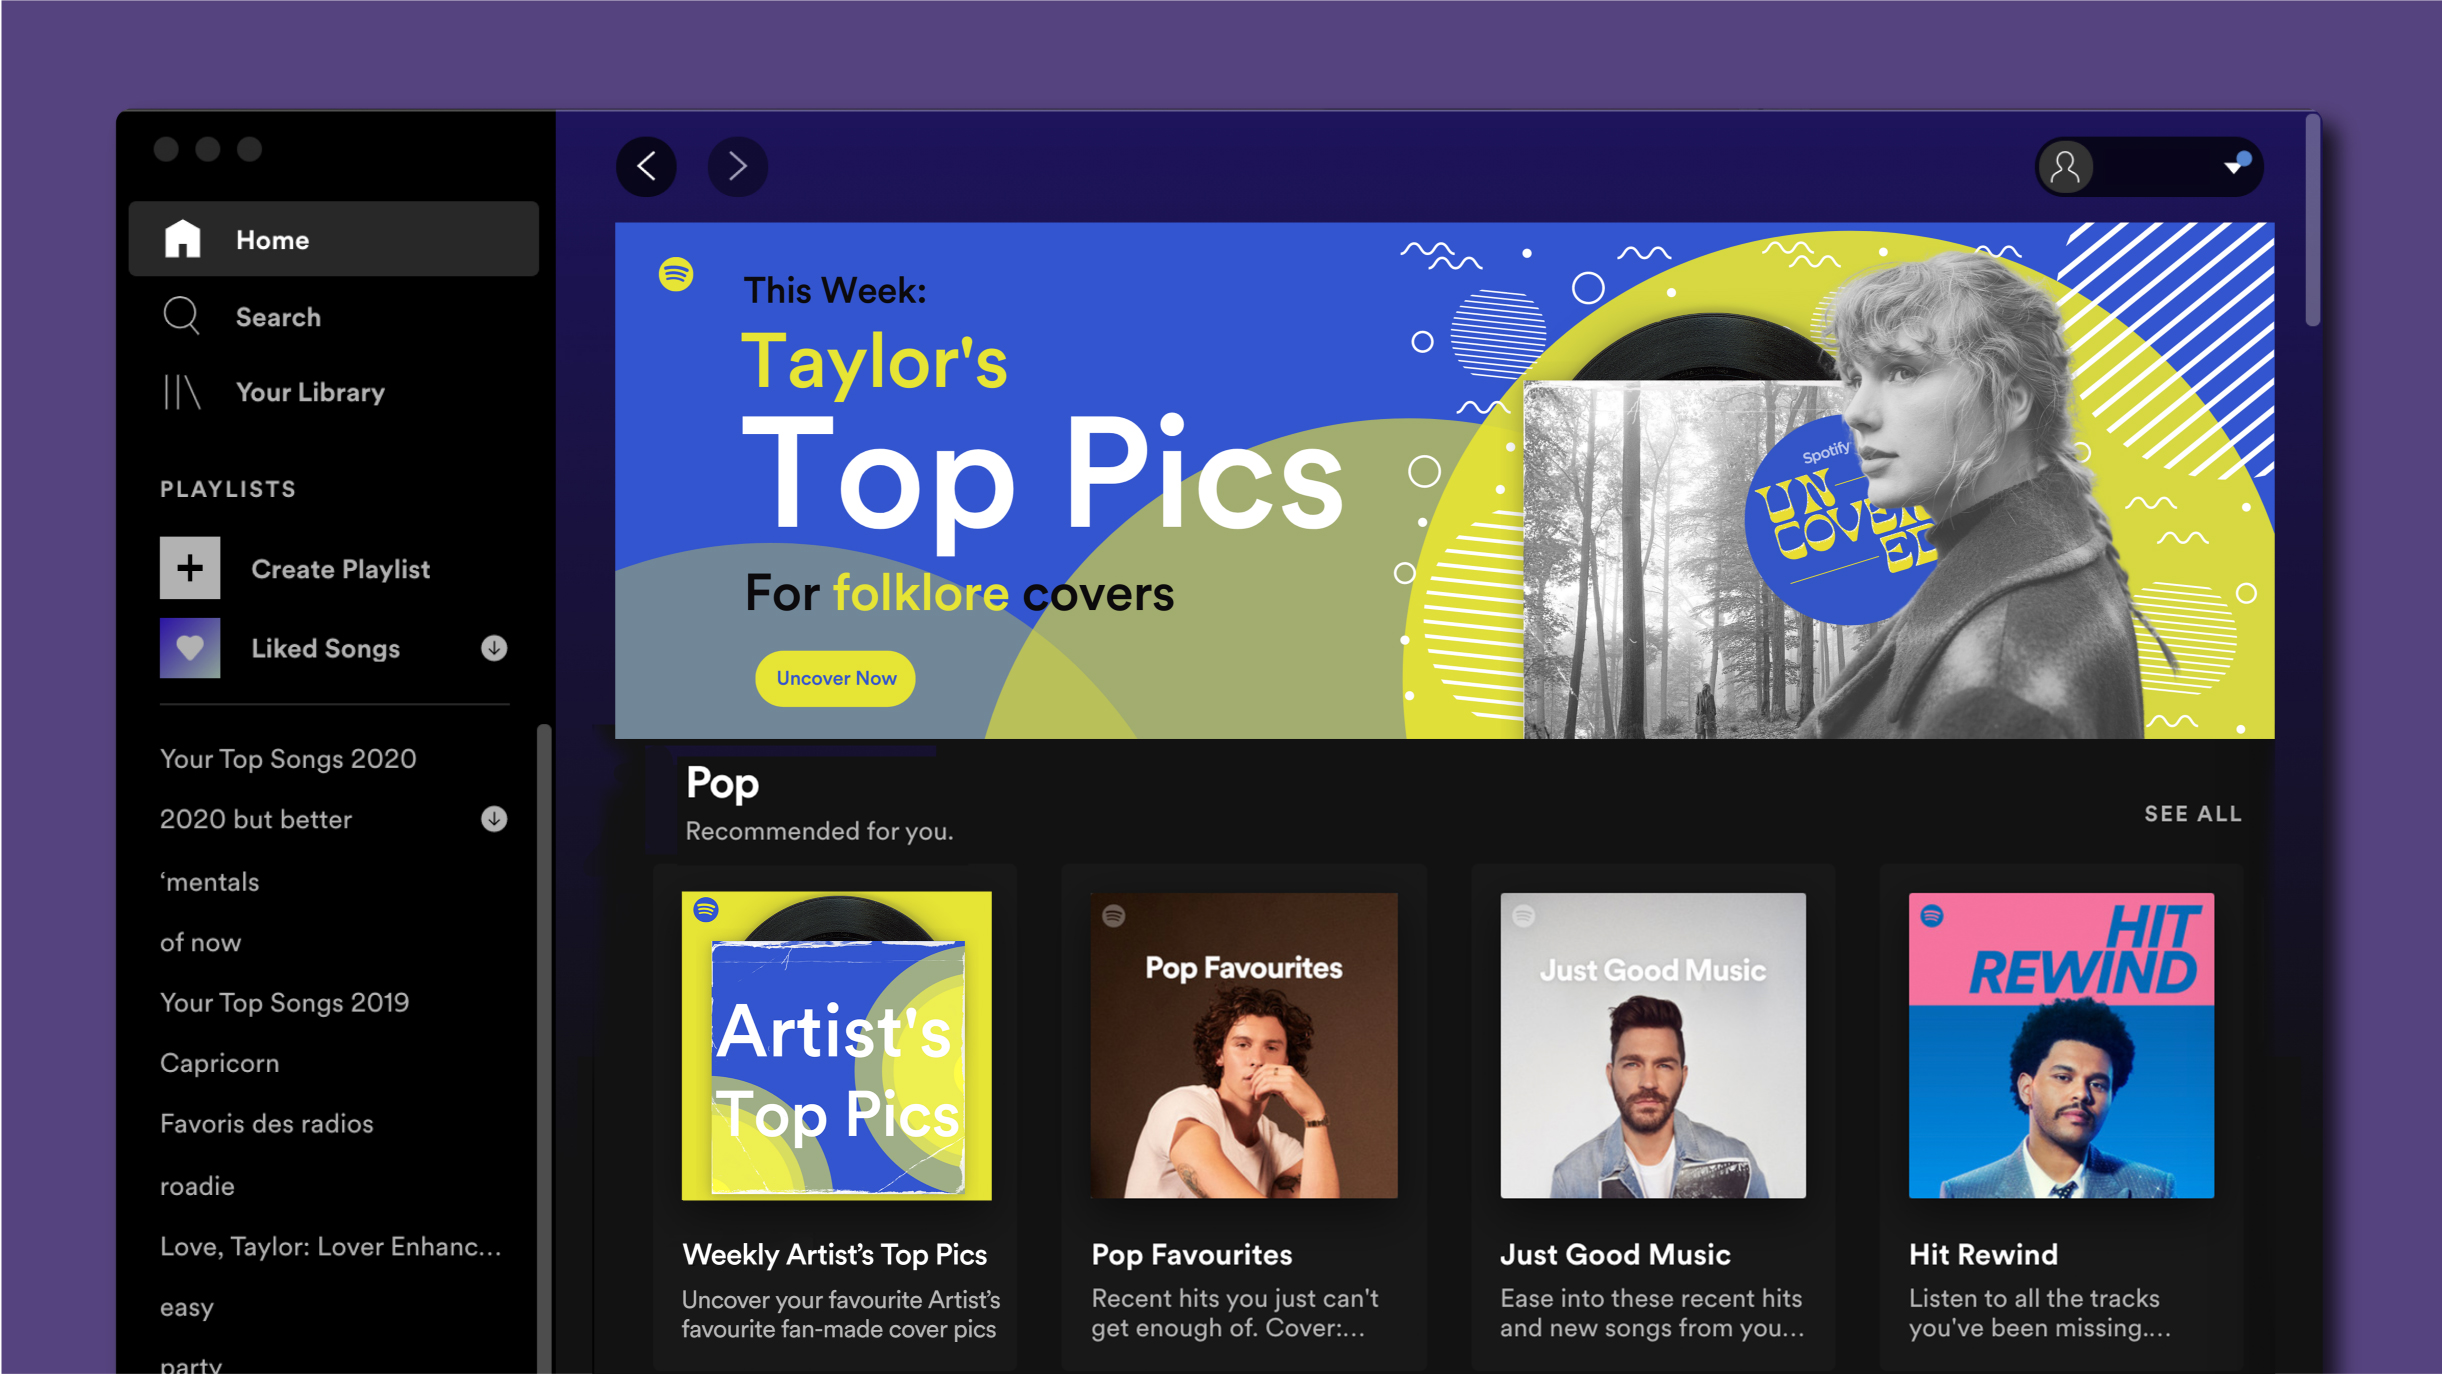 Home
Search
Your Library
PLAYLISTS
Create Playlist
Liked Songs
Your Top Songs 2020
2020 but better
‘mentals
of now
Your Top Songs 2019
Capricorn
Favoris des radios
roadie
Love, Taylor: Lover Enhanc...
easy
party
This Week:
Taylor's
Top Pics
For folklore covers
Uncover Now
Spotify
UN
COVER
ED
Pop
Recommended for you.
SEE ALL
Artist's
Top Pics
Weekly Artist’s Top Pics
Uncover your favourite Artist’s
favourite fan-made cover pics
Pop Favourites
Pop Favourites
Recent hits you just can't
get enough of. Cover:...
Just Good Music
Just Good Music
Ease into these recent hits
and new songs from you...
HIT
REWIND
Hit Rewind
Listen to all the tracks
you've been missing....